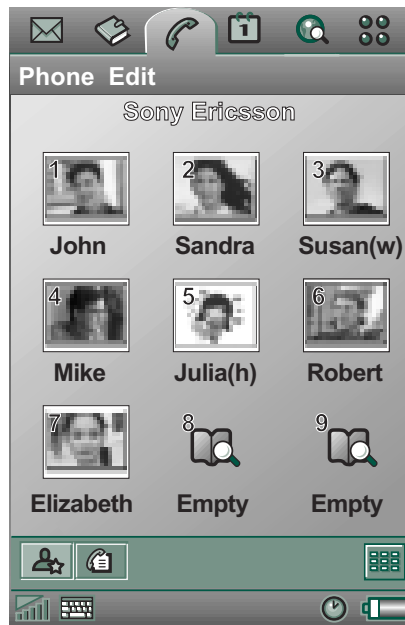 1
Phone Edit
Sony Ericsson
1 2 3
John Sandra Susan(w)
4 5 6
Mike Julia(h) Robert
7 8 9
Elizabeth Empty Empty